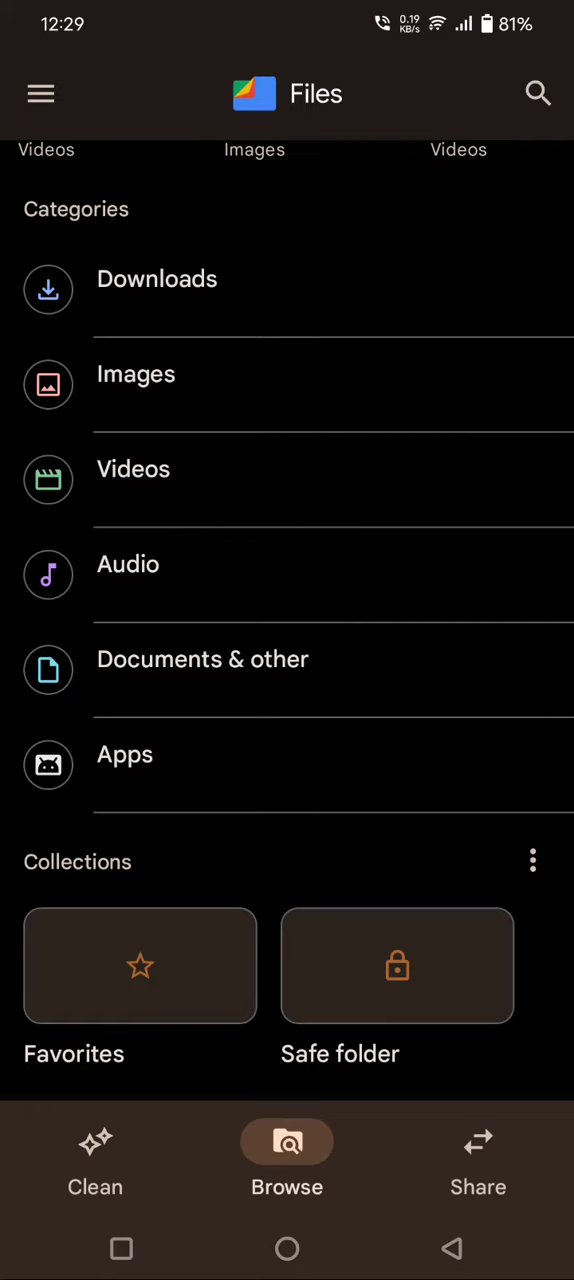 12:29
0.19
KB/s
81%
Files
Videos Images Videos
Categories
Downloads
Images
Videos
Audio
Documents & other
Apps
Collections
Favorites Safe folder
Clean Browse Share